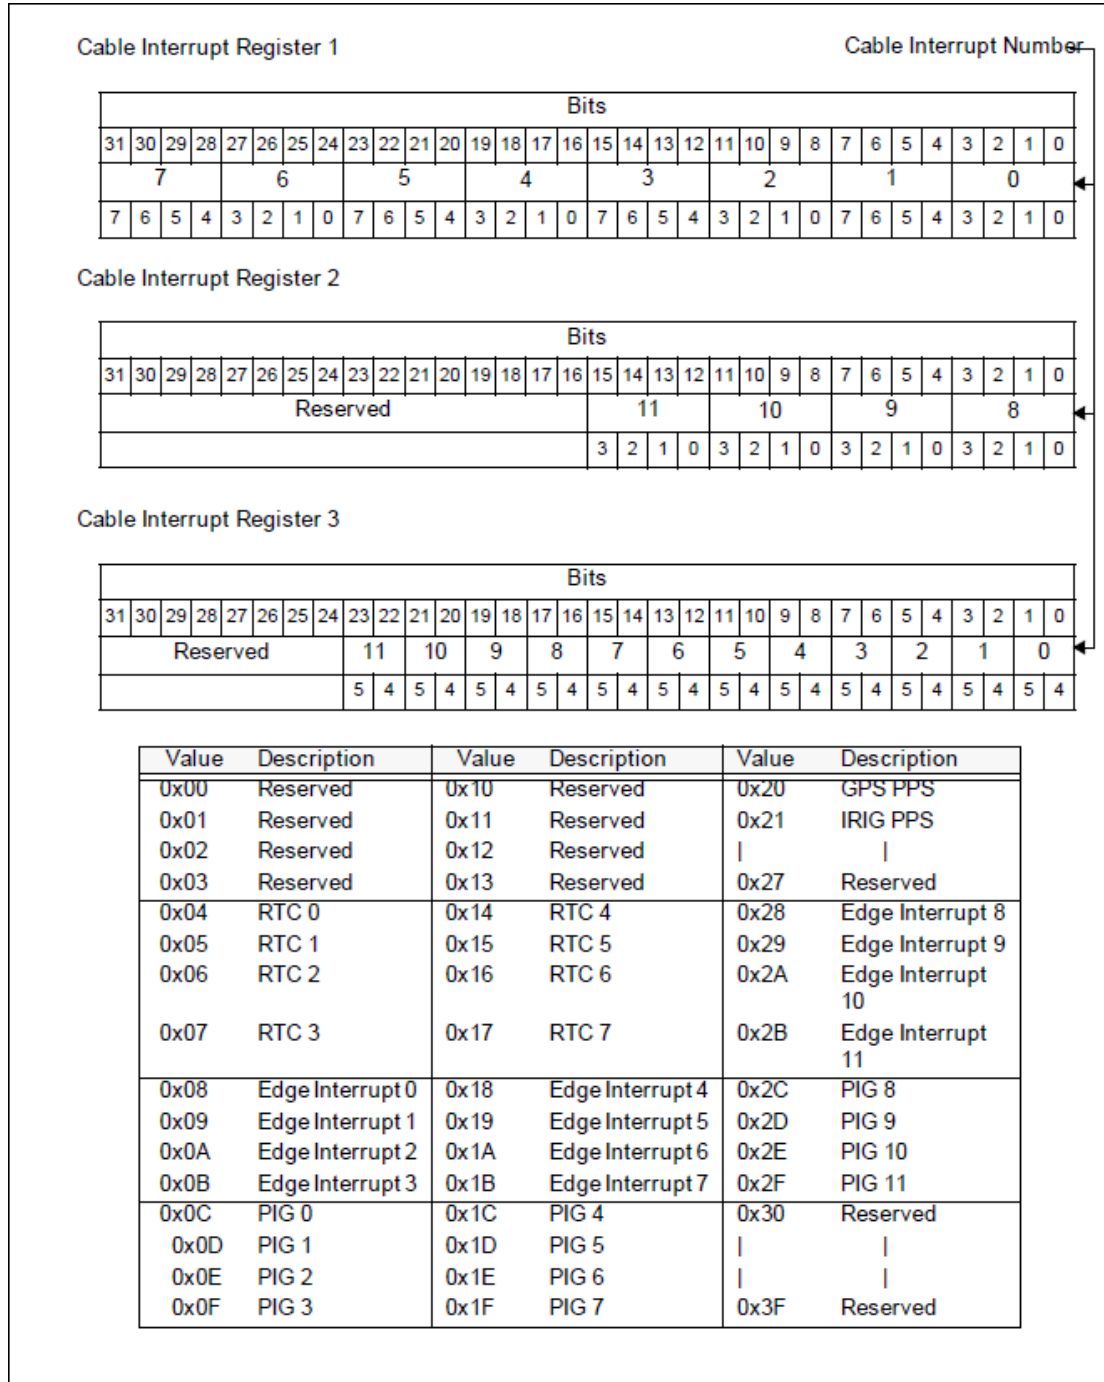 Cable Interrupt Register 1 Cable Interrupt Number
Bits
31 30 29 28 27 26 25 24 23 22 21 20 19 18 17 16 15 14 13 12 11 10 9 8 7 6 5 4 3 2 1 0
7 6 5 4 3 2 1 0
7 6 5 4 3 2 1 0 7 6 5 4 3 2 1 0 7 6 5 4 3 2 1 0 7 6 5 4 3 2 1 0
Cable Interrupt Register 2
Bits
31 30 29 28 27 26 25 24 23 22 21 20 19 18 17 16 15 14 13 12 11 10 9 8 7 6 5 4 3 2 1 0
Reserved 11 10 9 8
3 2 1 0 3 2 1 0 3 2 1 0 3 2 1 0
Cable Interrupt Register 3
Bits
31 30 29 28 27 26 25 24 23 22 21 20 19 18 17 16 15 14 13 12 11 10 9 8 7 6 5 4 3 2 1 0
Reserved 11 10 9 8 7 6 5 4 3 2 1 0
5 4 5 4 5 4 5 4 5 4 5 4 5 4 5 4 5 4 5 4 5 4 5 4
Value Description Value Description Value Description
0x00 Reserved 0x10 Reserved 0x20 GPS PPS
0x01 Reserved 0x11 Reserved 0x21 IRIG PPS
0x02 Reserved 0x12 Reserved | |
0x03 Reserved 0x13 Reserved 0x27 Reserved
0x04 RTC 0 0x14 RTC 4 0x28 Edge Interrupt 8
0x05 RTC 1 0x15 RTC 5 0x29 Edge Interrupt 9
0x06 RTC 2 0x16 RTC 6 0x2A Edge Interrupt
10
0x07 RTC 3 0x17 RTC 7 0x2B Edge Interrupt
11
0x08 Edge Interrupt 0 0x18 Edge Interrupt 4 0x2C PIG 8
0x09 Edge Interrupt 1 0x19 Edge Interrupt 5 0x2D PIG 9
0x0A Edge Interrupt 2 0x1A Edge Interrupt 6 0x2E PIG 10
0x0B Edge Interrupt 3 0x1B Edge Interrupt 7 0x2F PIG 11
0x0C PIG 0 0x1C PIG 4 0x30 Reserved
0x0D PIG 1 0x1D PIG 5 | |
0x0E PIG 2 0x1E PIG 6 | |
0x0F PIG 3 0x1F PIG 7 0x3F Reserved